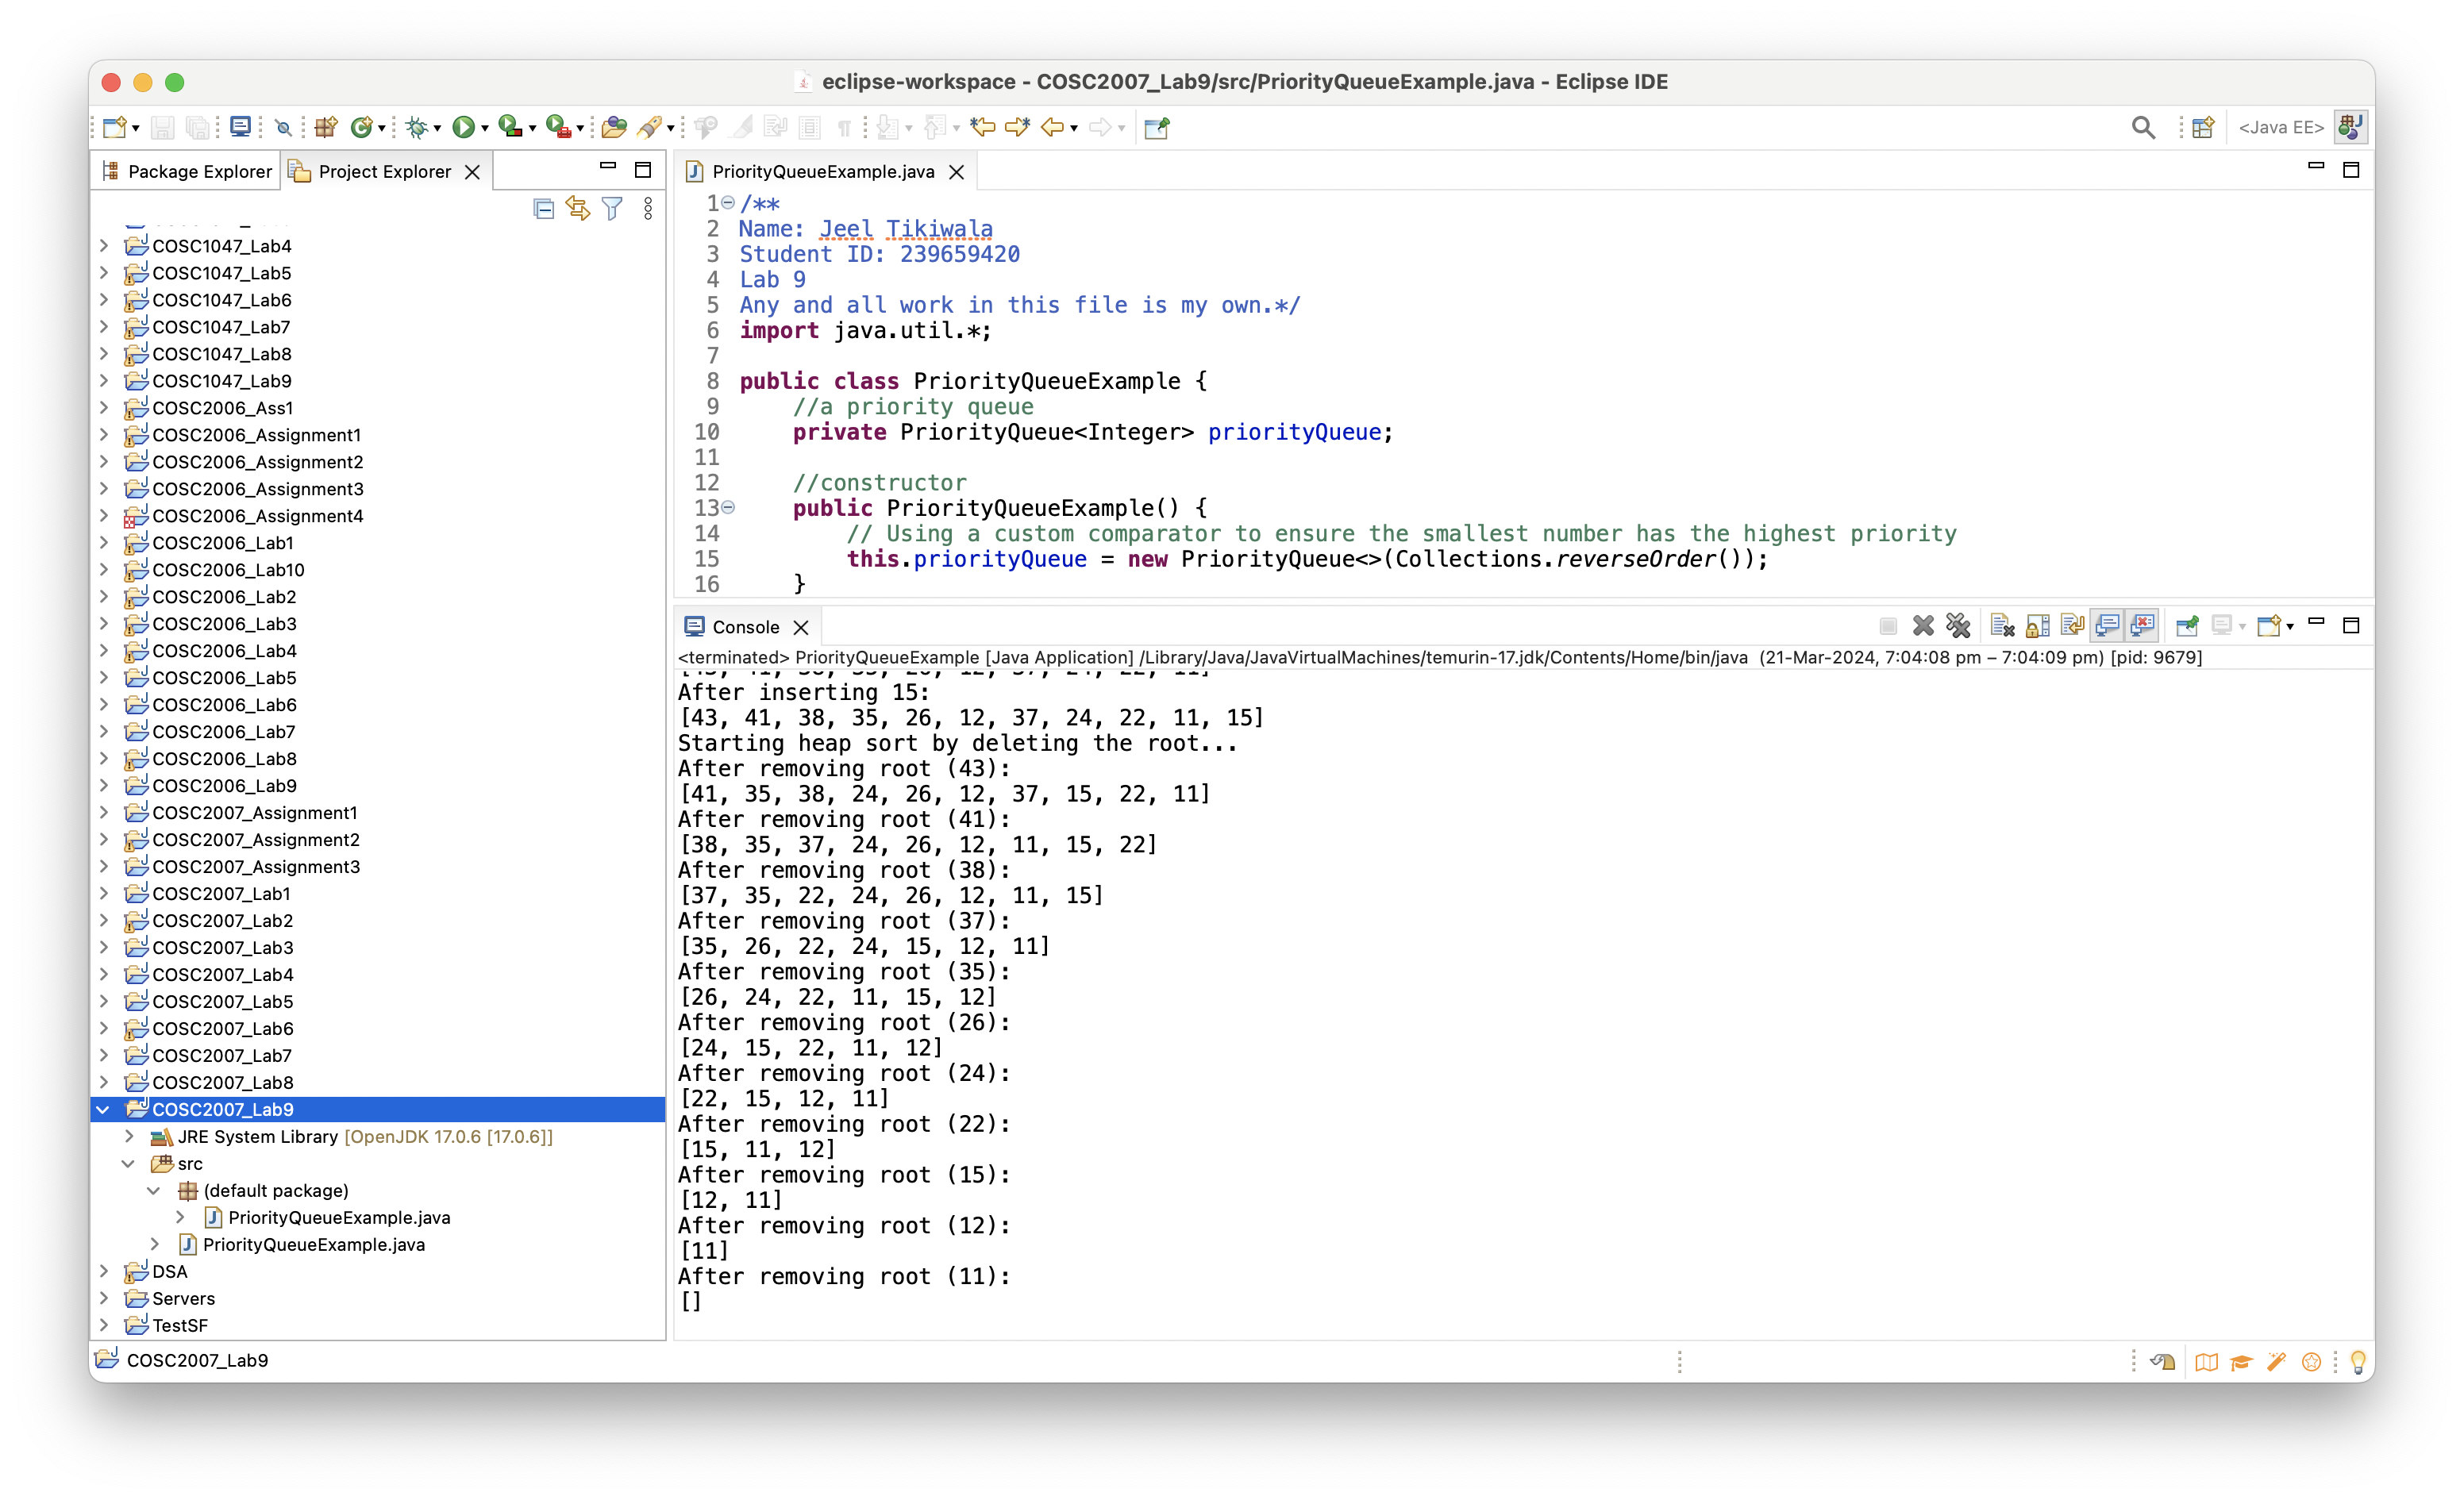 eclipse-workspace - COSC2007_Lab9/src/PriorityQueueExample.java - Eclipse IDE
<Java EE>
Package Explorer
Project Explorer
COSC1047_Lab4
COSC1047_Lab5
COSC1047_Lab6
COSC1047_Lab7
COSC1047_Lab8
COSC1047_Lab9
COSC2006_Ass1
COSC2006_Assignment1
COSC2006_Assignment2
COSC2006_Assignment3
COSC2006_Assignment4
COSC2006_Lab1
COSC2006_Lab10
COSC2006_Lab2
COSC2006_Lab3
COSC2006_Lab4
COSC2006_Lab5
COSC2006_Lab6
COSC2006_Lab7
COSC2006_Lab8
COSC2006_Lab9
COSC2007_Assignment1
COSC2007_Assignment2
COSC2007_Assignment3
COSC2007_Lab1
COSC2007_Lab2
COSC2007_Lab3
COSC2007_Lab4
COSC2007_Lab5
COSC2007_Lab6
COSC2007_Lab7
COSC2007_Lab8
COSC2007_Lab9
JRE System Library [OpenJDK 17.0.6 [17.0.6]]
src
(default package)
PriorityQueueExample.java
PriorityQueueExample.java
DSA
Servers
TestSF
PriorityQueueExample.java
1 /**
2 Name: Jeel Tikiwala
3 Student ID: 239659420
4 Lab 9
5 Any and all work in this file is my own.*/
6 import java.util.*;
7
8 public class PriorityQueueExample {
9 //a priority queue
10 private PriorityQueue<Integer> priorityQueue;
11
12 //constructor
13 public PriorityQueueExample() {
14 // Using a custom comparator to ensure the smallest number has the highest priority
15 this.priorityQueue = new PriorityQueue<>(Collections.reverseOrder());
16 }
Console
<terminated> PriorityQueueExample [Java Application] /Library/Java/JavaVirtualMachines/temurin-17.jdk/Contents/Home/bin/java (21-Mar-2024, 7:04:08 pm – 7:04:09 pm) [pid: 9679]
After inserting 15:
[43, 41, 38, 35, 26, 12, 37, 24, 22, 11, 15]
Starting heap sort by deleting the root...
After removing root (43):
[41, 35, 38, 24, 26, 12, 37, 15, 22, 11]
After removing root (41):
[38, 35, 37, 24, 26, 12, 11, 15, 22]
After removing root (38):
[37, 35, 22, 24, 26, 12, 11, 15]
After removing root (37):
[35, 26, 22, 24, 15, 12, 11]
After removing root (35):
[26, 24, 22, 11, 15, 12]
After removing root (26):
[24, 15, 22, 11, 12]
After removing root (24):
[22, 15, 12, 11]
After removing root (22):
[15, 11, 12]
After removing root (15):
[12, 11]
After removing root (12):
[11]
After removing root (11):
[]
COSC2007_Lab9